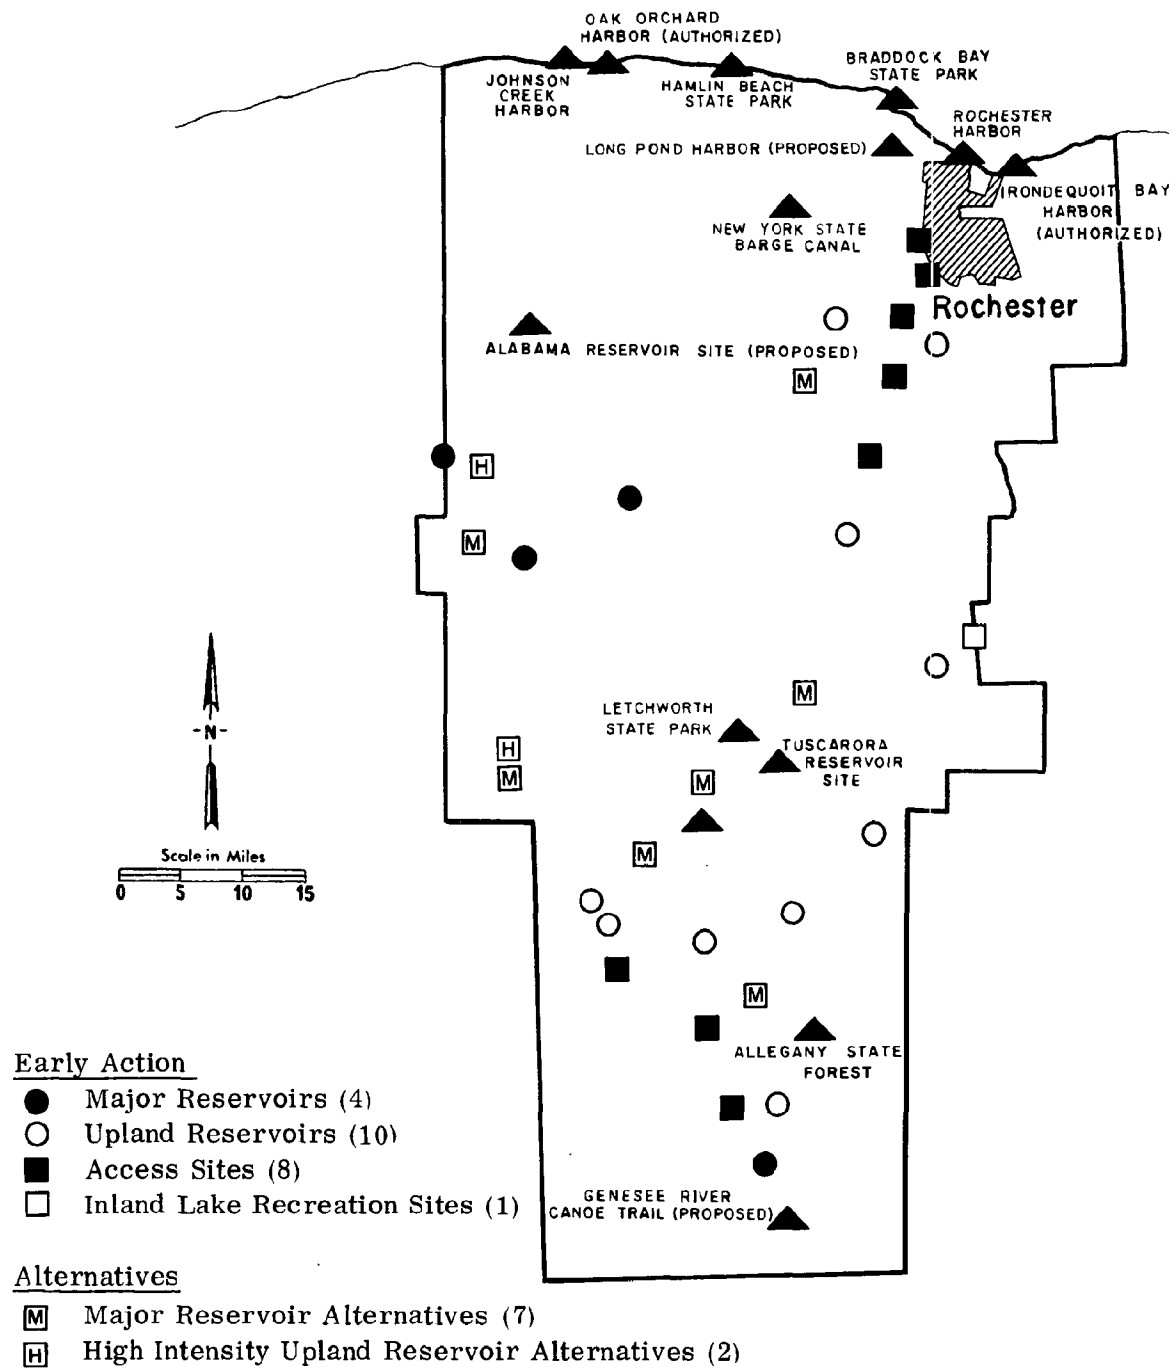 OAK ORCHARD
HARBOR (AUTHORIZED)
JOHNSON
CREEK
HARBOR
HAMLIN BEACH
STATE PARK
BRADDOCK BAY
STATE PARK
ROCHESTER
HARBOR
LONG POND HARBOR (PROPOSED)
IRONDEQUOIT BAY
HARBOR
(AUTHORIZED)
NEW YORK STATE
BARGE CANAL
Rochester
ALABAMA RESERVOIR SITE (PROPOSED)
M
H
M
M
LETCHWORTH
STATE PARK
TUSCARORA
RESERVOIR
SITE
H
M
M
M
-N-
Scale in Miles
0 5 10 15
M
ALLEGANY STATE
FOREST
GENESEE RIVER
CANOE TRAIL (PROPOSED)
Early Action
Major Reservoirs (4)
Upland Reservoirs (10)
Access Sites (8)
Inland Lake Recreation Sites (1)
Alternatives
M Major Reservoir Alternatives (7)
H High Intensity Upland Reservoir Alternatives (2)